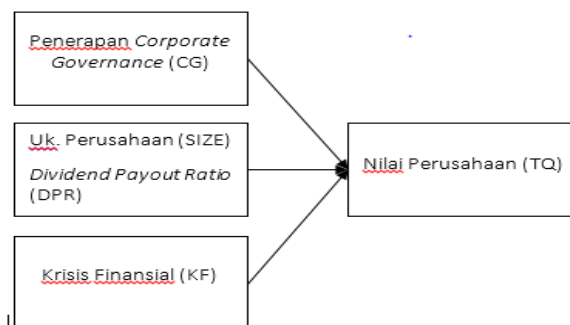 Penerapan Corporate
Governance (CG)
Uk. Perusahaan (SIZE)
Dividend Payout Ratio
(DPR)
Nilai Perusahaan (TQ)
Krisis Finansial (KF)